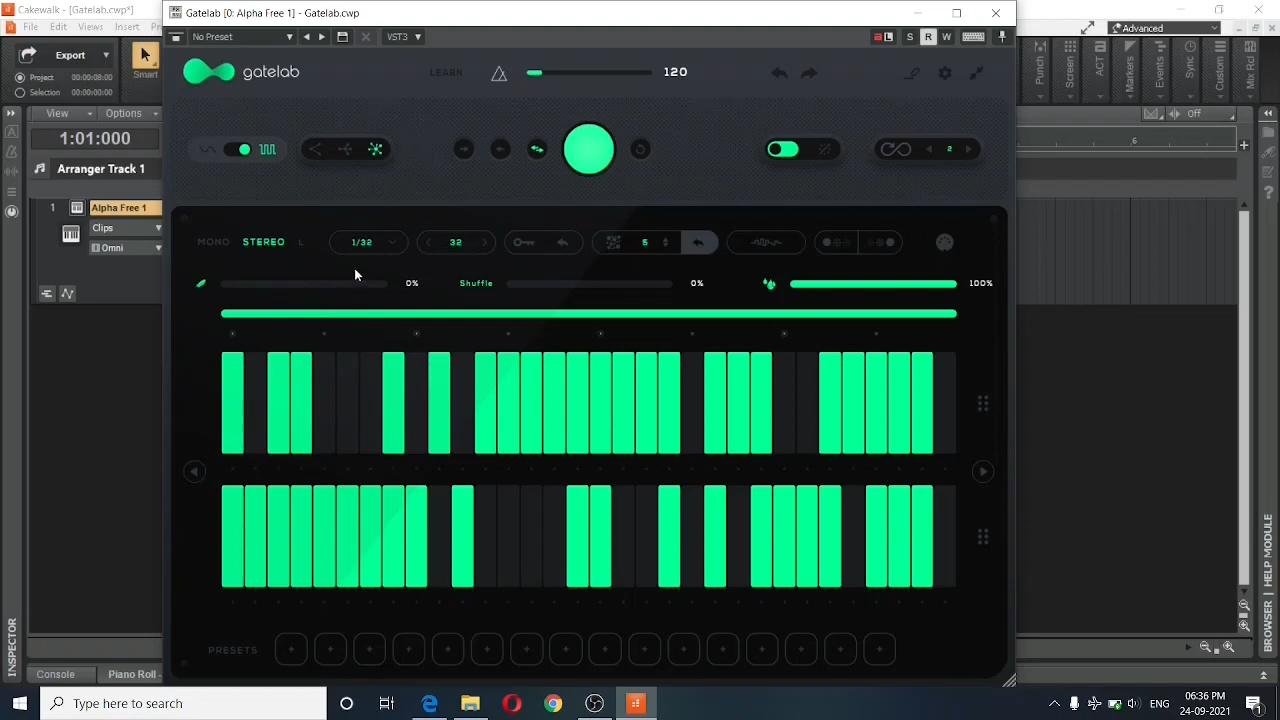 Cakewalk - [Gatelab.cwp*]
Gatelab [0: Alpha Free 1] - Gatelab.cwp
File
Edit
Views
Insert
Advanced
No Preset
VST3
L
S
R
W
Export
Project
00:00:08:00
Selection
00:00:00:00
Smart
Punch
Screen
ACT
Markers
Events
Sync
Custom
Mix Rcl
gatelab
LEARN
120
View
Options
Off
1:01:000
6
Arranger Track 1
2
1
Alpha Free 1
Clips
Omni
MONO
STEREO
L
1/32
32
5
0%
Shuffle
0%
100%
PRESETS
INSPECTOR
BROWSER | HELP MODULE
Console
Piano Roll
Type here to search
ENG
06:36 PM
24-09-2021
1